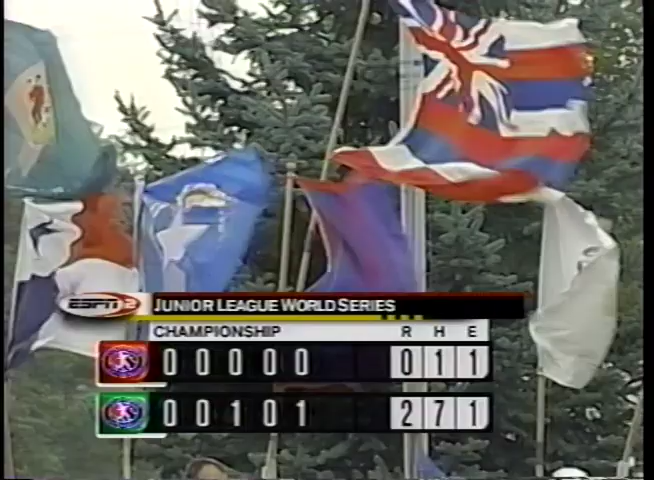 ESPN2 JUNIOR LEAGUE WORLD SERIES
CHAMPIONSHIP R H E
0 0 0 0 0 0 1 1
0 0 1 0 1 2 7 1